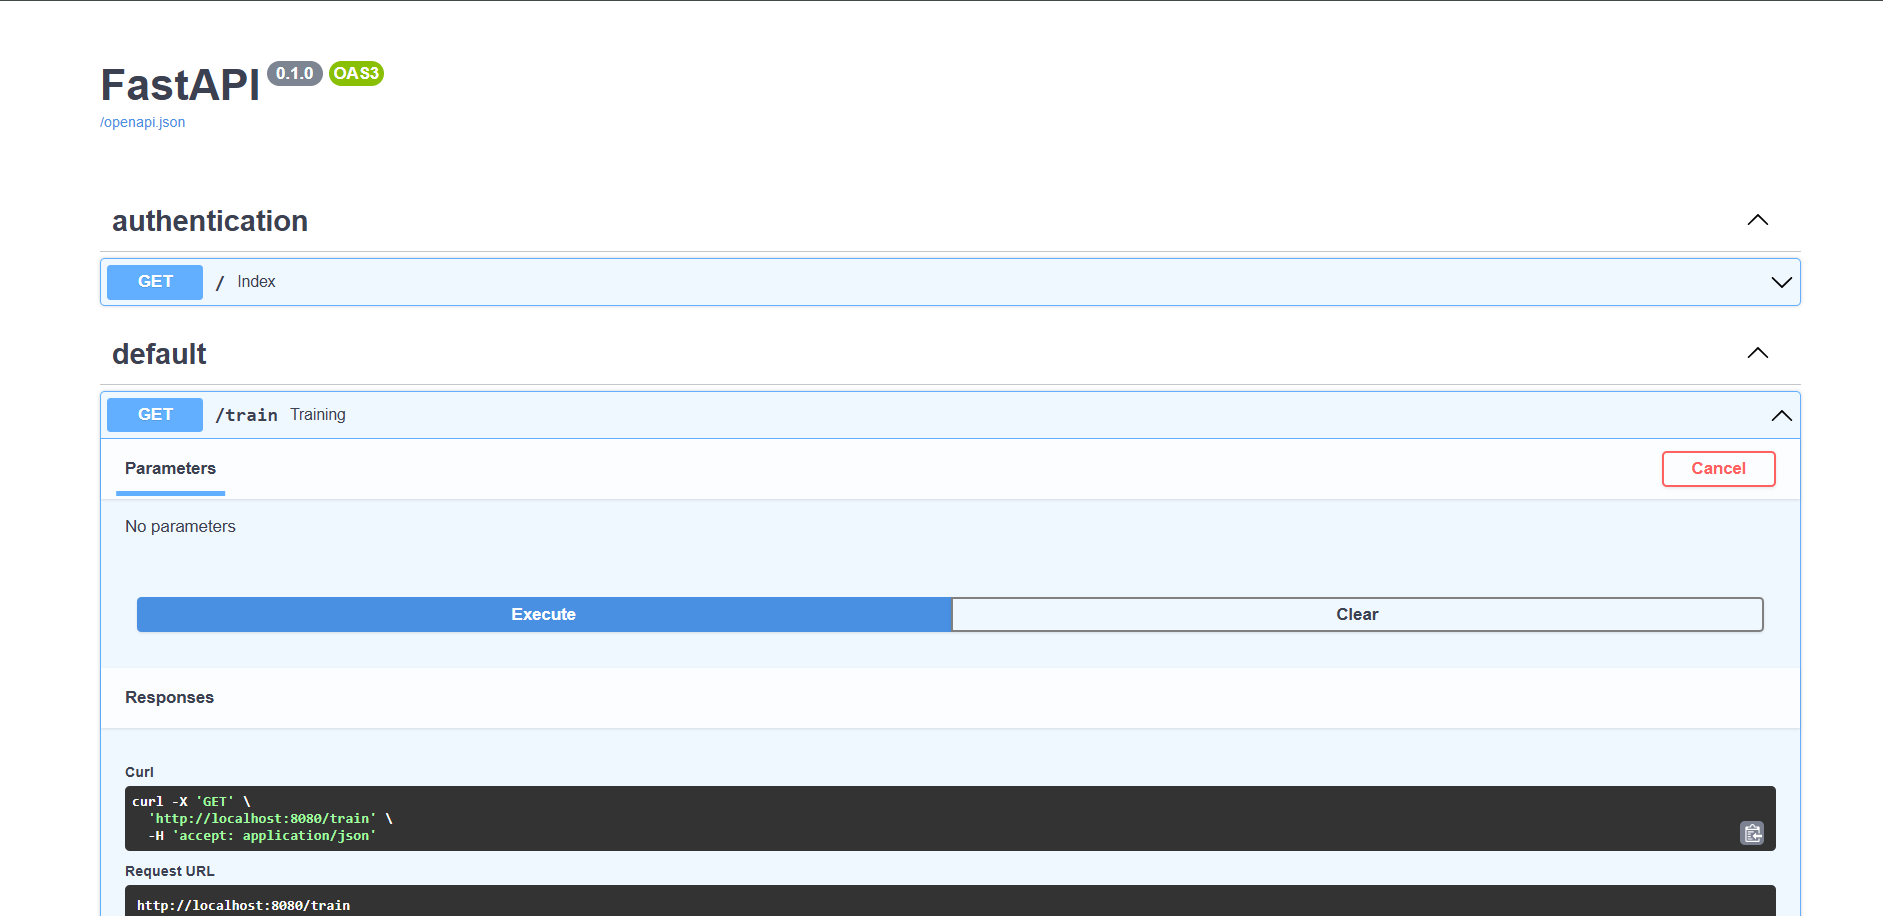 FastAPI 0.1.0 OAS3
/openapi.json
authentication
GET / Index
default
GET /train Training
Parameters
Cancel
No parameters
Execute
Clear
Responses
Curl
curl -X 'GET' \
  'http://localhost:8080/train' \
  -H 'accept: application/json'
Request URL
http://localhost:8080/train